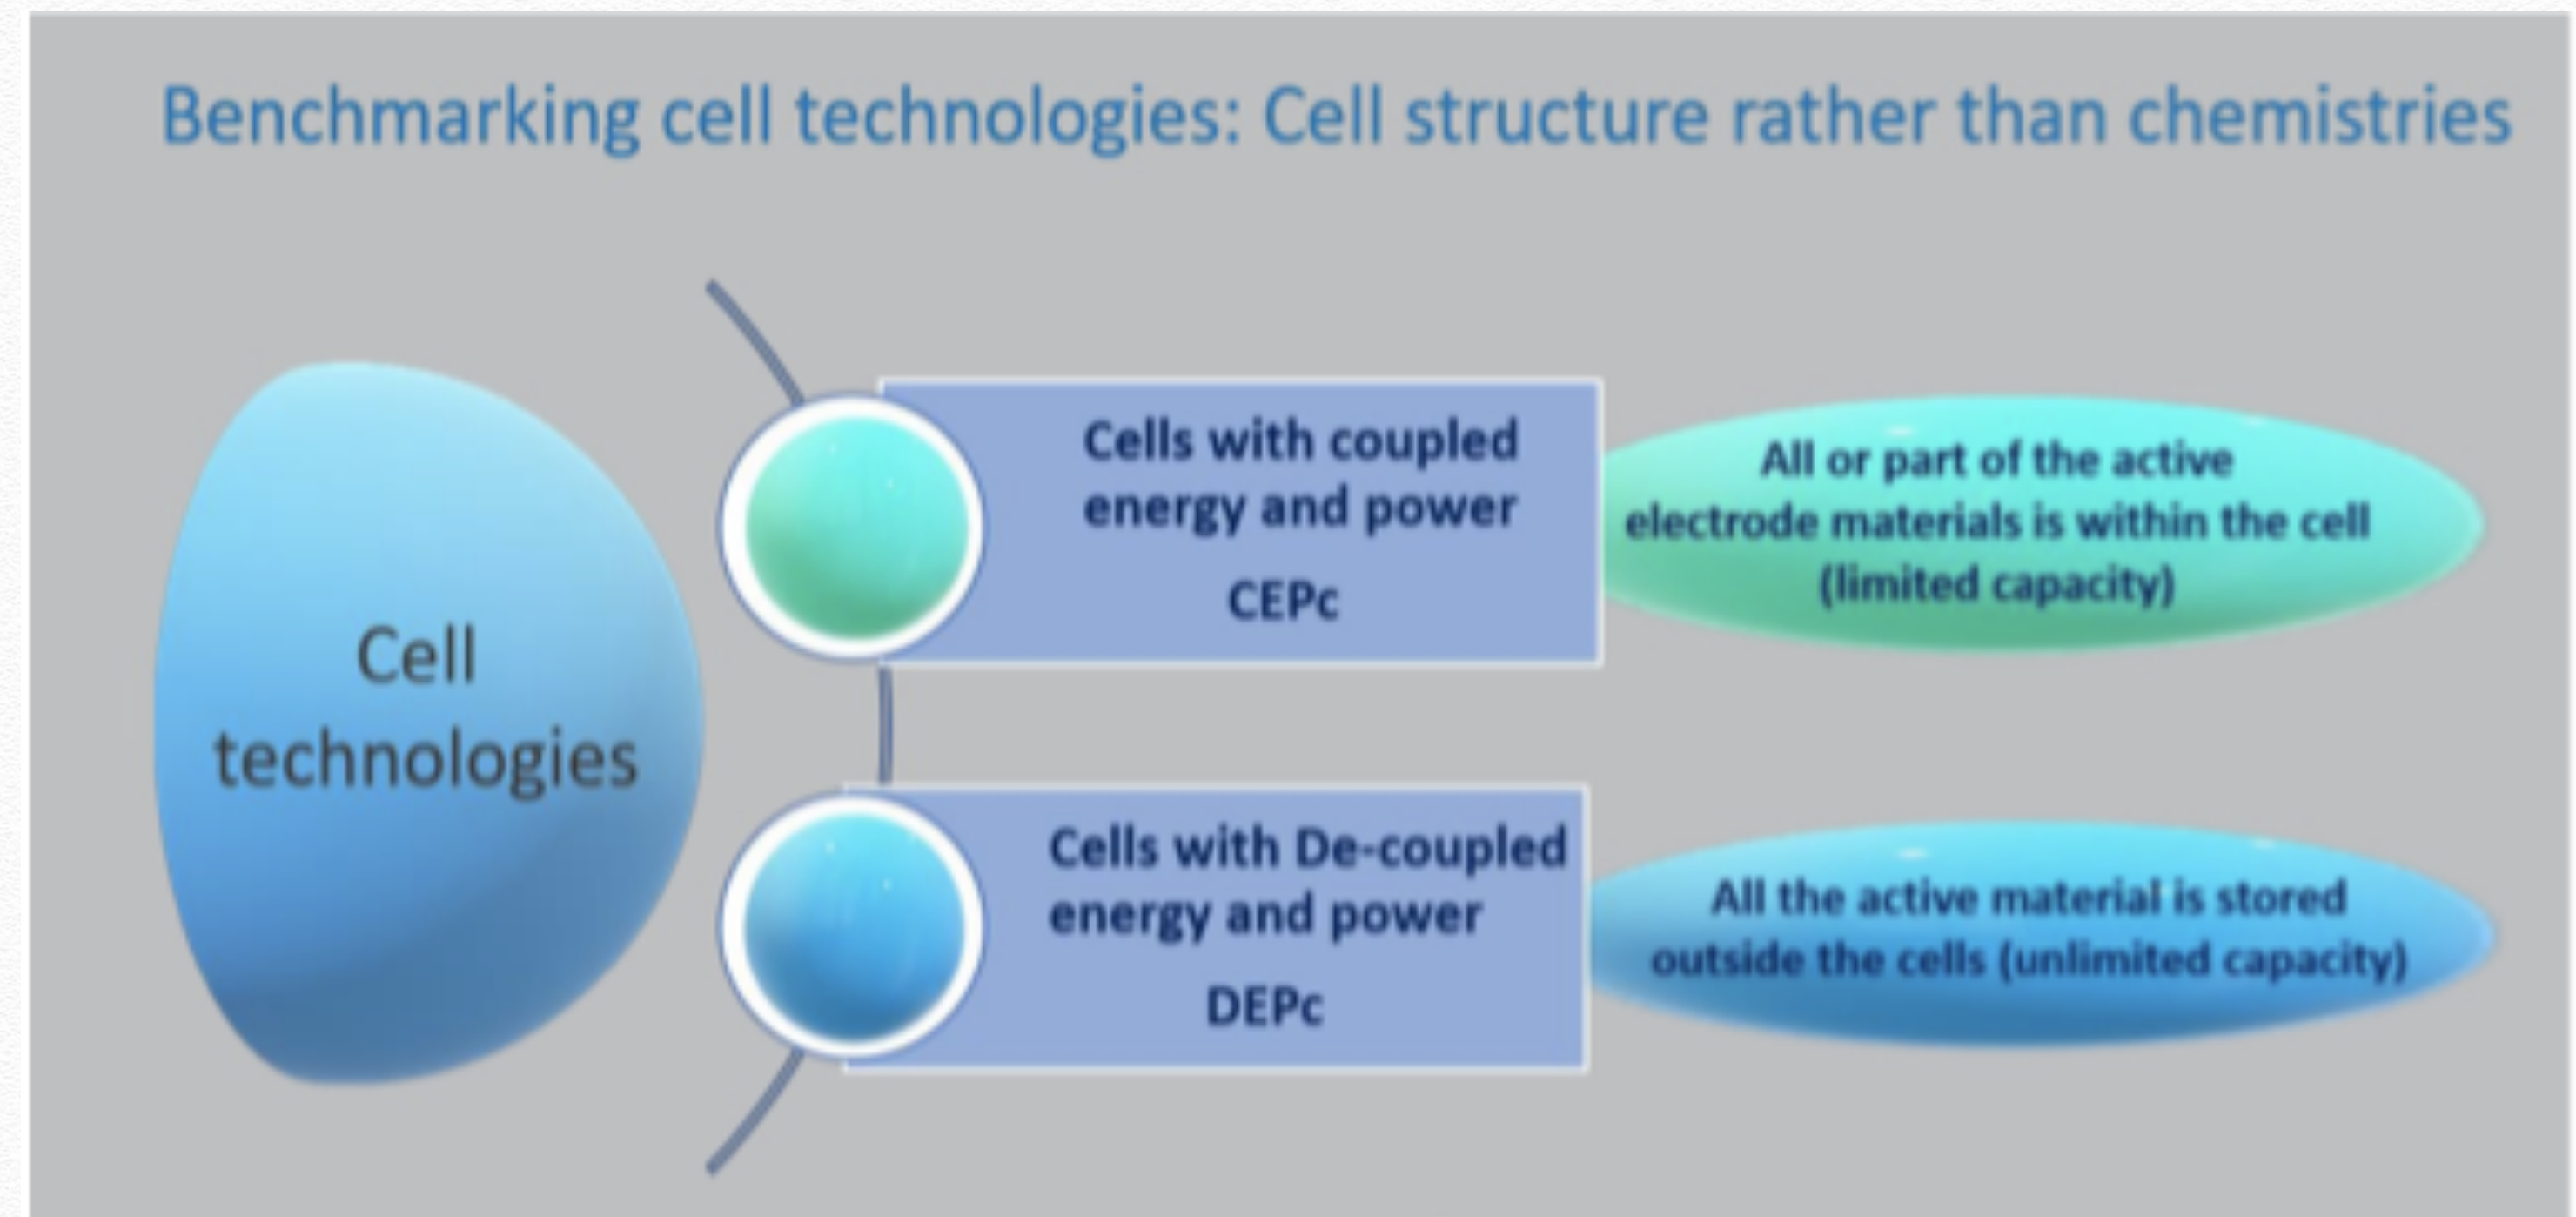 Benchmarking cell technologies: Cell structure rather than chemistries
Cell
technologies
Cells with coupled
energy and power
CEPc
All or part of the active
electrode materials is within the cell
(limited capacity)
Cells with De-coupled
energy and power
DEPc
All the active material is stored
outside the cells (unlimited capacity)